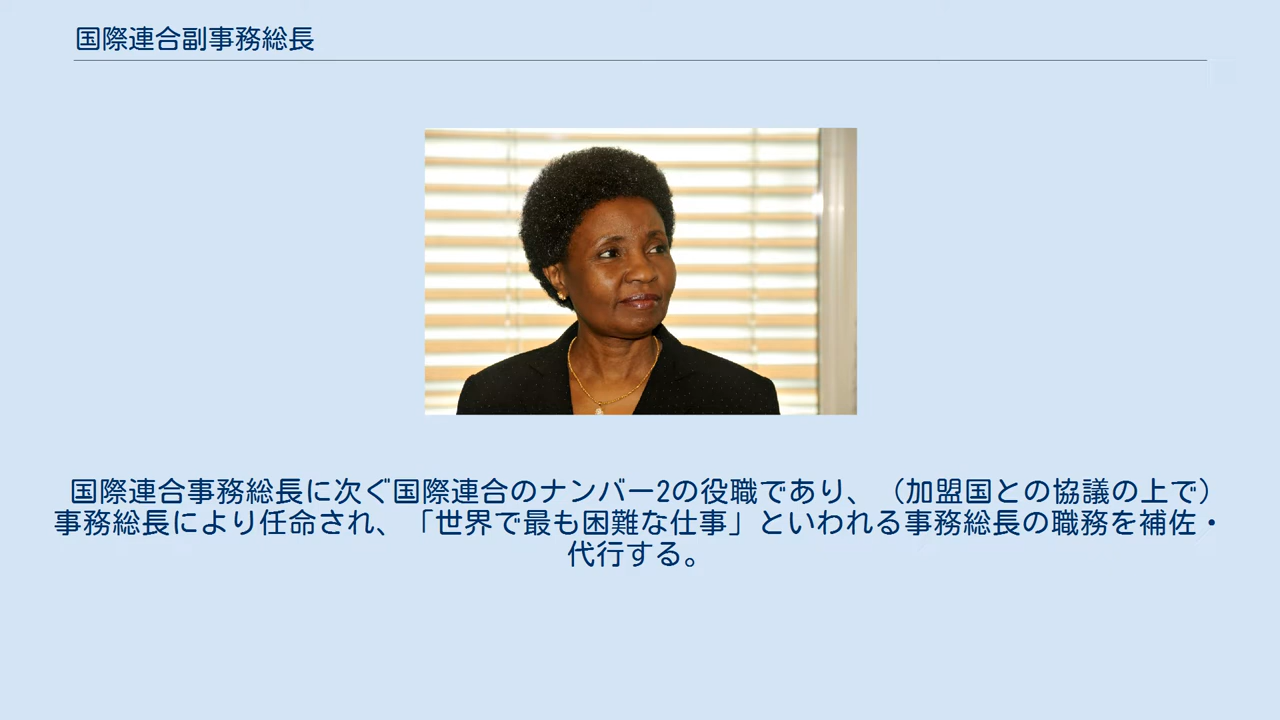 国際連合副事務総長
国際連合事務総長に次ぐ国際連合のナンバー2の役職であり、（加盟国との協議の上で）
事務総長により任命され、「世界で最も困難な仕事」といわれる事務総長の職務を補佐・
代行する。